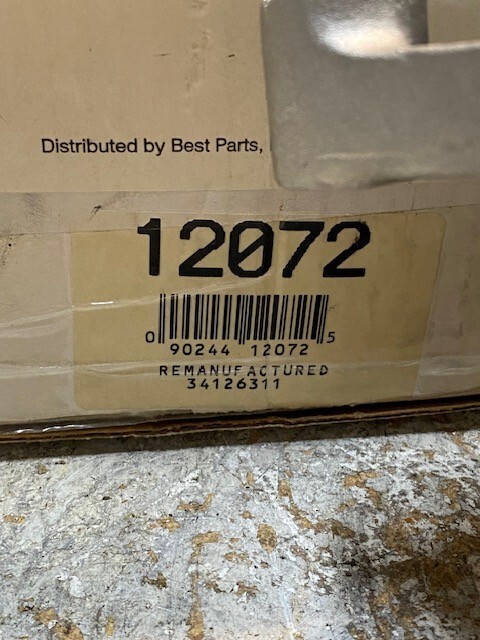 Distributed by Best Parts,
12072
0 90244 12072 5
REMANUFACTURED
34126311